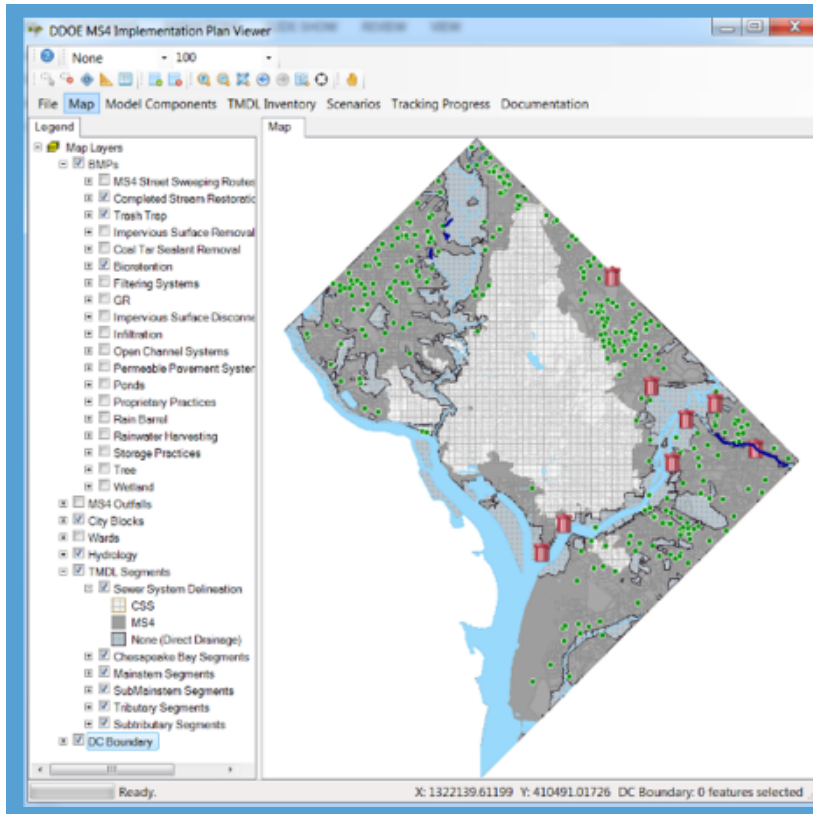 DDOE MS4 Implementation Plan Viewer
REVIEW VIEW
None 100
File Map Model Components TMDL Inventory Scenarios Tracking Progress Documentation
Legend
Map
Map Layers
BMPs
MS4 Street Sweeping Routes
Completed Stream Restoratio
Trash Trap
Impervious Surface Removal
Coal Tar Sealant Removal
Bioretention
Filtering Systems
GR
Impervious Surface Disconne
Infiltration
Open Channel Systems
Permeable Pavement System
Ponds
Proprietary Practices
Rain Barrel
Rainwater Harvesting
Storage Practices
Tree
Wetland
MS4 Outfalls
City Blocks
Wards
Hydrology
TMDL Segments
Sewer System Delineation
CSS
MS4
None (Direct Drainage)
Chesapeake Bay Segments
Mainstem Segments
SubMainstem Segments
Tributary Segments
Subtributary Segments
DC Boundary
Ready. X: 1322139.61199 Y: 410491.01726 DC Boundary: 0 features selected